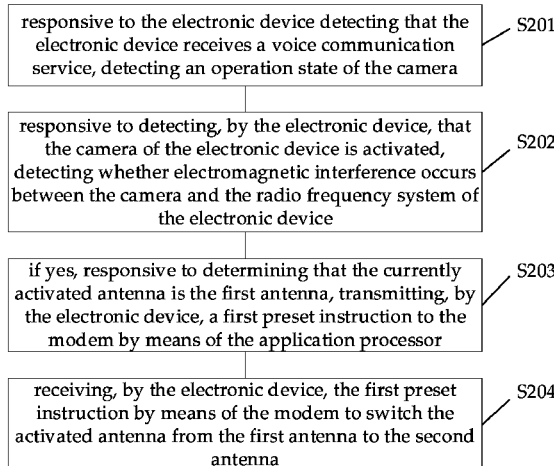 responsive to the electronic device detecting that the
electronic device receives a voice communication
service, detecting an operation state of the camera
S201
responsive to detecting, by the electronic device, that
the camera of the electronic device is activated,
detecting whether electromagnetic interference occurs
between the camera and the radio frequency system of
the electronic device
S202
if yes, responsive to determining that the currently
activated antenna is the first antenna, transmitting, by
the electronic device, a first preset instruction to the
modem by means of the application processor
S203
receiving, by the electronic device, the first preset
instruction by means of the modem to switch the
activated antenna from the first antenna to the second
antenna
S204